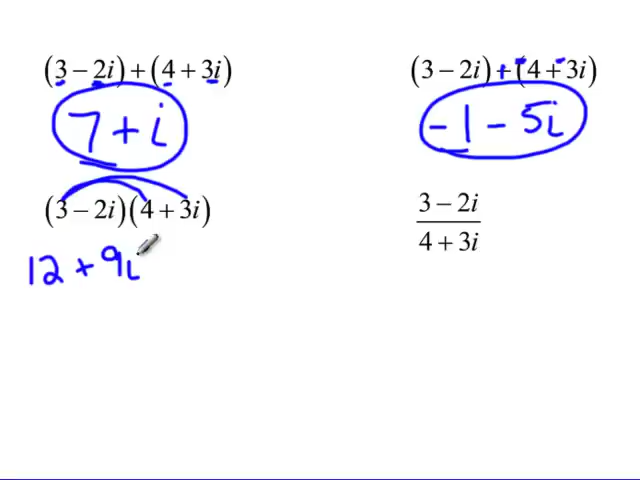 (3 − 2i) + (4 + 3i)
(3 − 2i) + (-4 + -3i)
7 + i
-1 - 5i
(3 − 2i)(4 + 3i)
3 − 2i
4 + 3i
12 + 9i